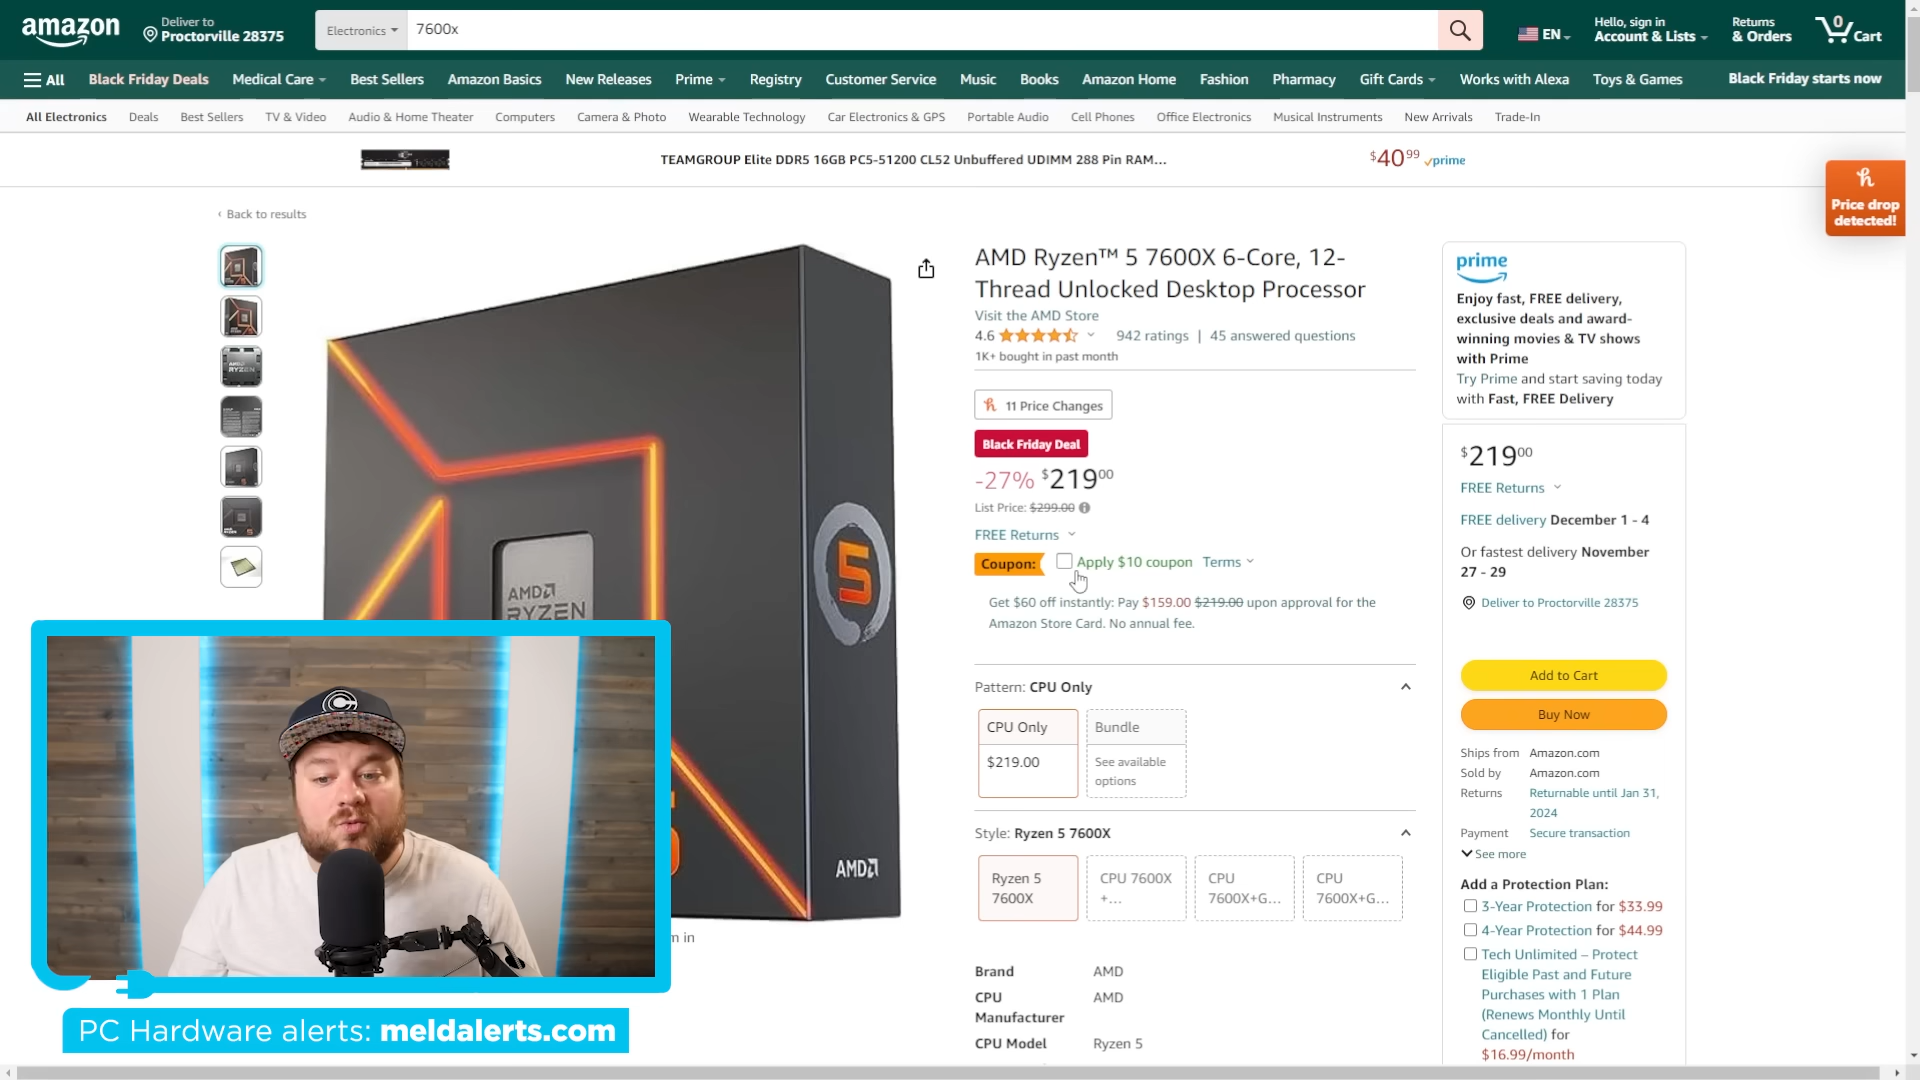 amazon
Deliver to
Proctorville 28375
Electronics
7600x
EN
Hello, sign in
Account & Lists
Returns
& Orders
0
Cart
All
Black Friday Deals
Medical Care
Best Sellers
Amazon Basics
New Releases
Prime
Registry
Customer Service
Music
Books
Amazon Home
Fashion
Pharmacy
Gift Cards
Works with Alexa
Toys & Games
Black Friday starts now
All Electronics
Deals
Best Sellers
TV & Video
Audio & Home Theater
Computers
Camera & Photo
Wearable Technology
Car Electronics & GPS
Portable Audio
Cell Phones
Office Electronics
Musical Instruments
New Arrivals
Trade-In
TEAMGROUP Elite DDR5 16GB PC5-51200 CL52 Unbuffered UDIMM 288 Pin RAM...
$40 99 prime
h
Price drop
detected!
‹ Back to results
AMD
RYZEN
5
AMD
m in
AMD Ryzen™ 5 7600X 6-Core, 12-
Thread Unlocked Desktop Processor
Visit the AMD Store
4.6
942 ratings | 45 answered questions
1K+ bought in past month
h 11 Price Changes
Black Friday Deal
-27% $219 00
List Price: $299.00
FREE Returns
Coupon: Apply $10 coupon Terms
Get $60 off instantly: Pay $159.00 $219.00 upon approval for the
Amazon Store Card. No annual fee.
Pattern: CPU Only
CPU Only
$219.00
Bundle
See available
options
Style: Ryzen 5 7600X
Ryzen 5
7600X
CPU 7600X
+...
CPU
7600X+G...
CPU
7600X+G...
Brand AMD
CPU AMD
Manufacturer
CPU Model Ryzen 5
prime
Enjoy fast, FREE delivery,
exclusive deals and award-
winning movies & TV shows
with Prime
Try Prime and start saving today
with Fast, FREE Delivery
$219 00
FREE Returns
FREE delivery December 1 - 4
Or fastest delivery November
27 - 29
Deliver to Proctorville 28375
Add to Cart
Buy Now
Ships from Amazon.com
Sold by Amazon.com
Returns Returnable until Jan 31,
2024
Payment Secure transaction
See more
Add a Protection Plan:
3-Year Protection for $33.99
4-Year Protection for $44.99
Tech Unlimited – Protect
Eligible Past and Future
Purchases with 1 Plan
(Renews Monthly Until
Cancelled) for
$16.99/month
PC Hardware alerts: meldalerts.com